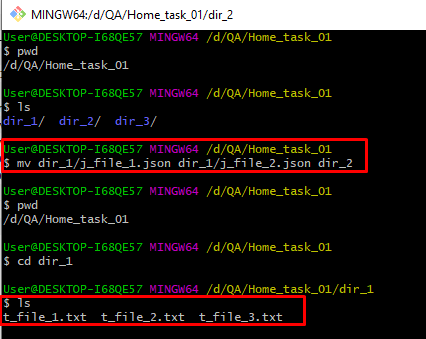 MINGW64:/d/QA/Home_task_01/dir_2
User@DESKTOP-I68QE57 MINGW64 /d/QA/Home_task_01
$ pwd
/d/QA/Home_task_01
User@DESKTOP-I68QE57 MINGW64 /d/QA/Home_task_01
$ ls
dir_1/  dir_2/  dir_3/
User@DESKTOP-I68QE57 MINGW64 /d/QA/Home_task_01
$ mv dir_1/j_file_1.json dir_1/j_file_2.json dir_2
User@DESKTOP-I68QE57 MINGW64 /d/QA/Home_task_01
$ pwd
/d/QA/Home_task_01
User@DESKTOP-I68QE57 MINGW64 /d/QA/Home_task_01
$ cd dir_1
User@DESKTOP-I68QE57 MINGW64 /d/QA/Home_task_01/dir_1
$ ls
t_file_1.txt  t_file_2.txt  t_file_3.txt